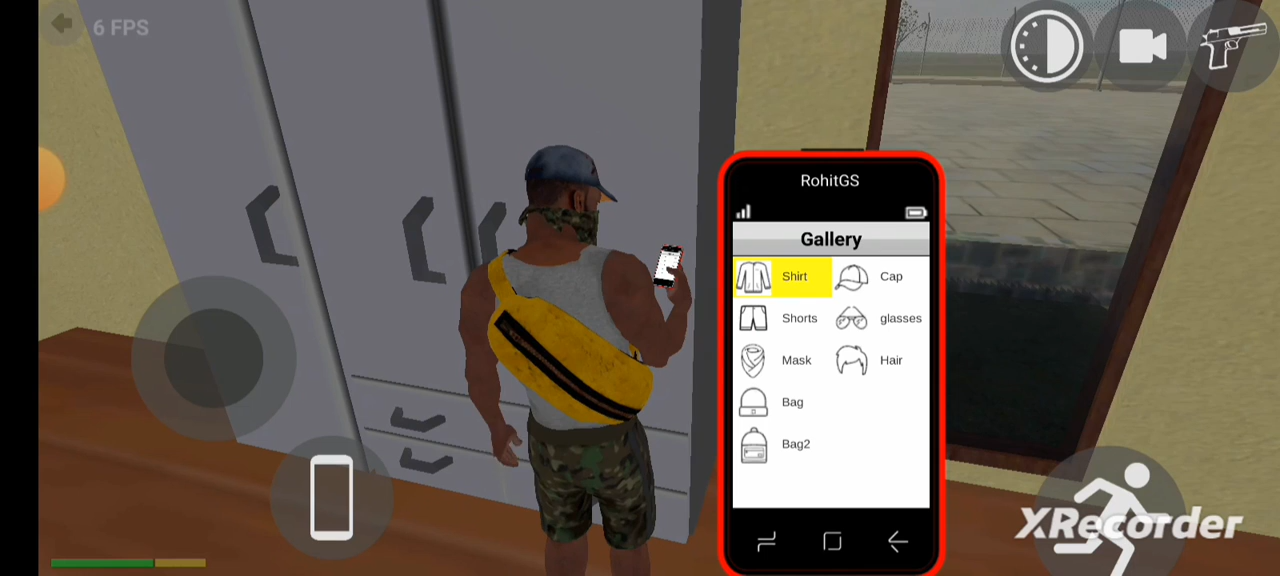 6 FPS
RohitGS
Gallery
Shirt
Cap
Shorts
glasses
Mask
Hair
Bag
Bag2
XRecorder